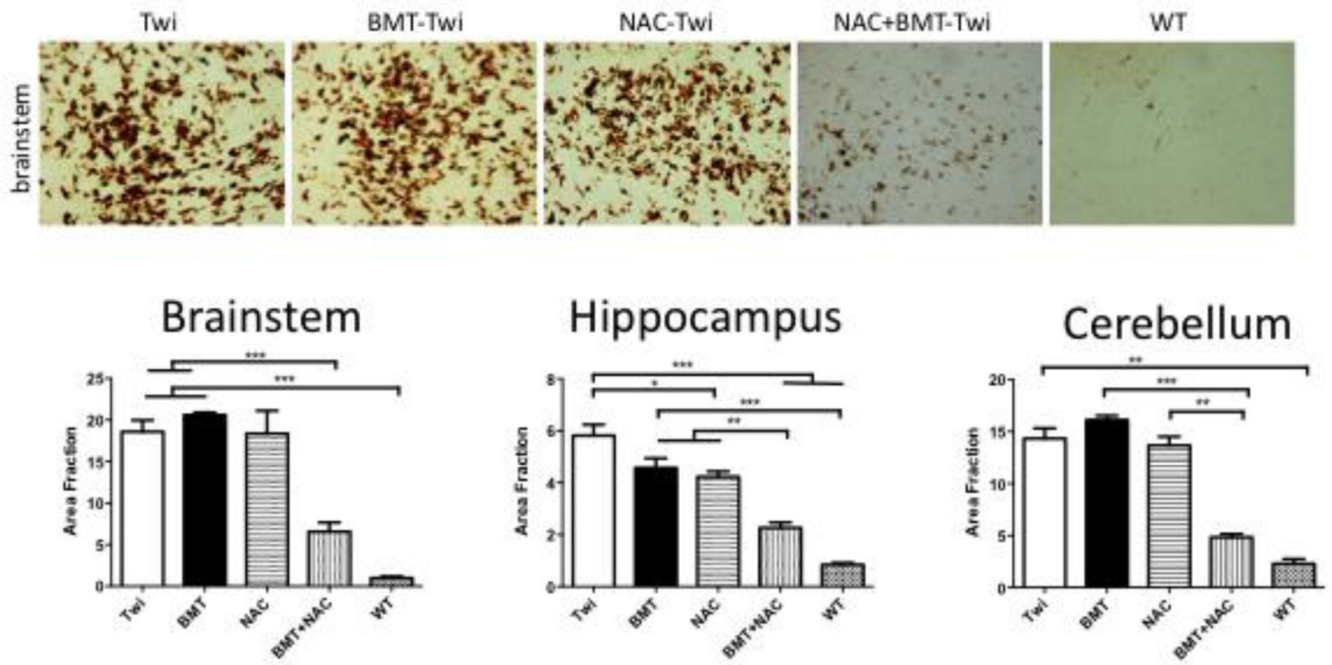 Twi BMT-Twi NAC-Twi NAC+BMT-Twi WT
brainstem
Brainstem
***
***
Area Fraction
25
20
15
10
5
0
Twi BMT NAC BMT+NAC WT
Hippocampus
***
*
***
**
Area Fraction
8
6
4
2
0
Twi BMT NAC BMT+NAC WT
Cerebellum
**
***
**
Area Fraction
20
15
10
5
0
Twi BMT NAC BMT+NAC WT